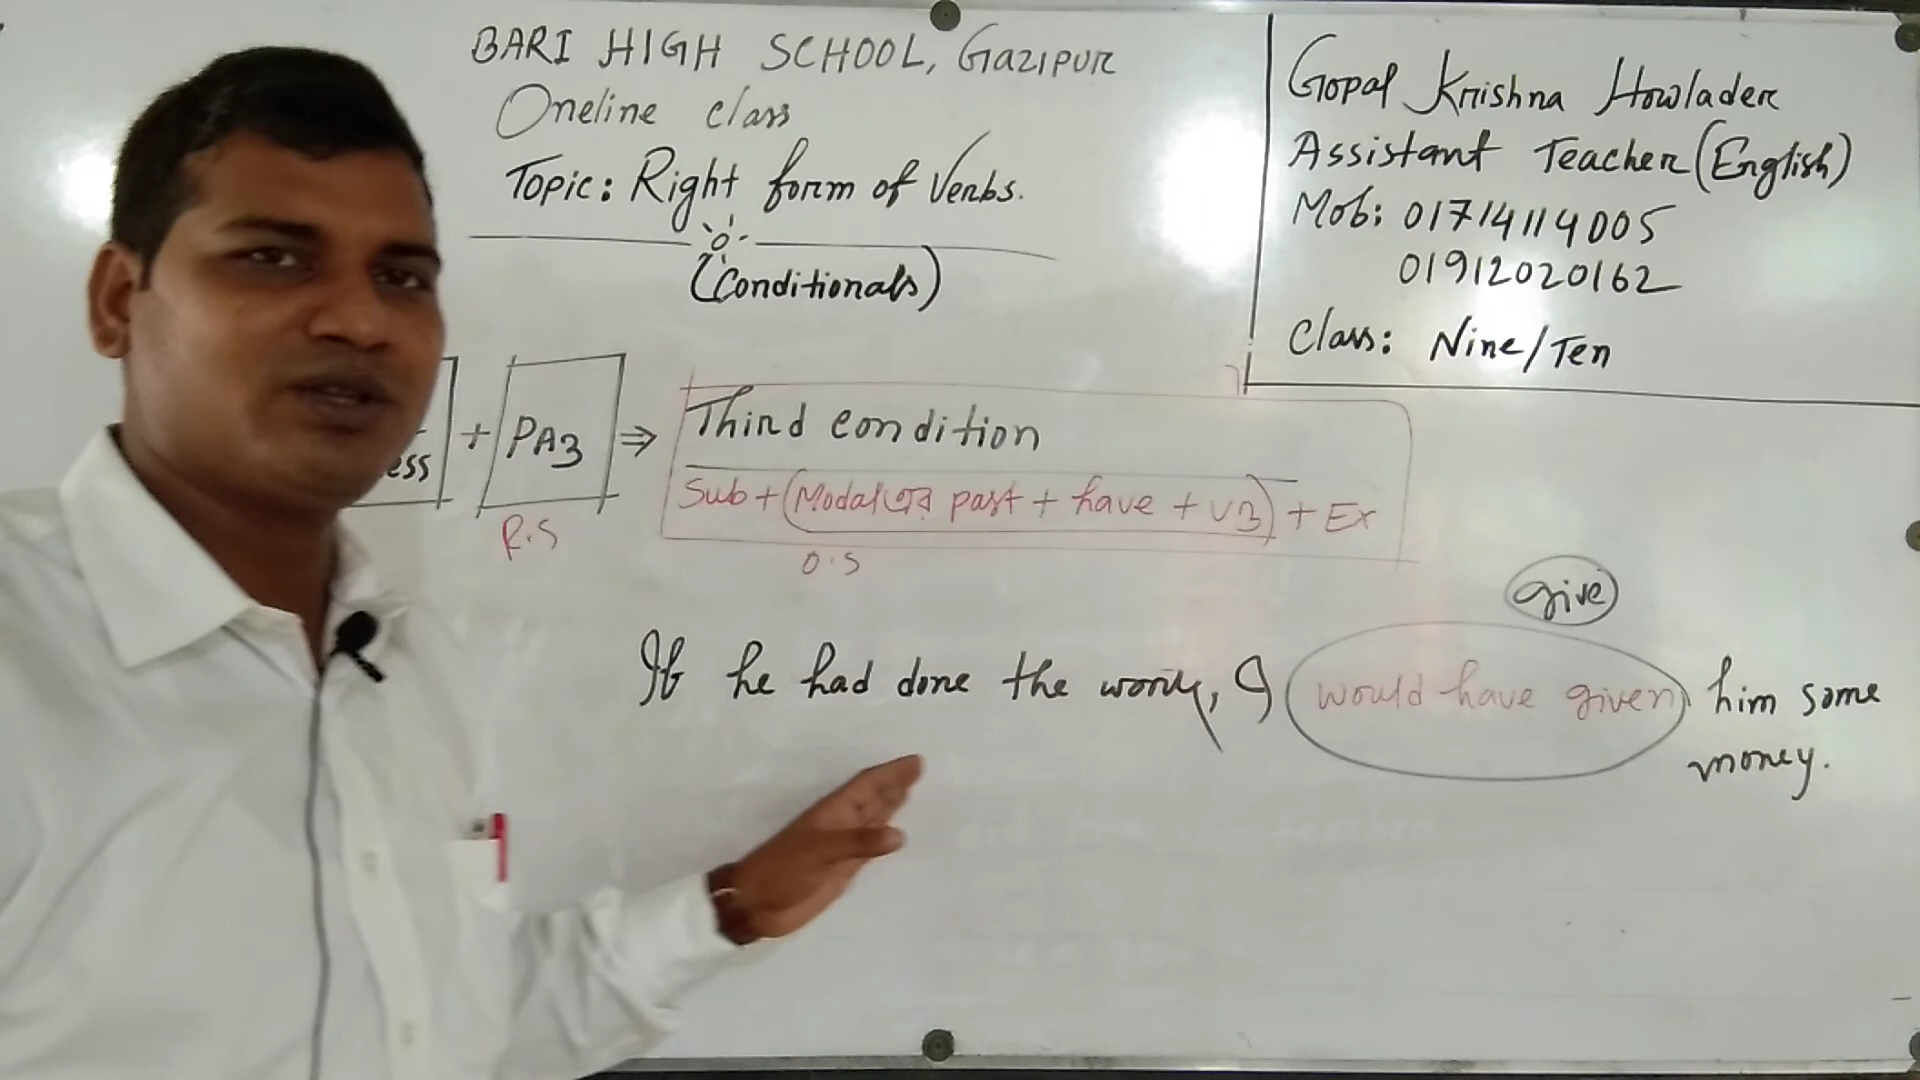 BARI HIGH SCHOOL, Gazipur
Oneline class
Topic: Right form of Verbs.
(Conditionals)
Gopal Krishna Howlader
Assistant Teacher (English)
Mob: 01714114005
01912020162
Class: Nine/Ten
ess + PA3 ⇒ Third condition
Sub + (Modal এর past + have + V3) + Ex
R.S
O.S
give
If he had done the work, I would have given him some
money.